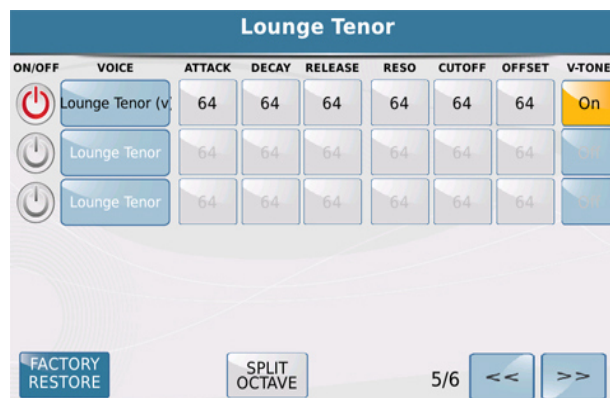 Lounge Tenor
ON/OFF VOICE ATTACK DECAY RELEASE RESO CUTOFF OFFSET V-TONE
Lounge Tenor (v 64 64 64 64 64 64 On
Lounge Tenor 64 64 64 64 64 64 Off
Lounge Tenor 64 64 64 64 64 64 Off
FACTORY RESTORE
SPLIT OCTAVE
5/6 << >>